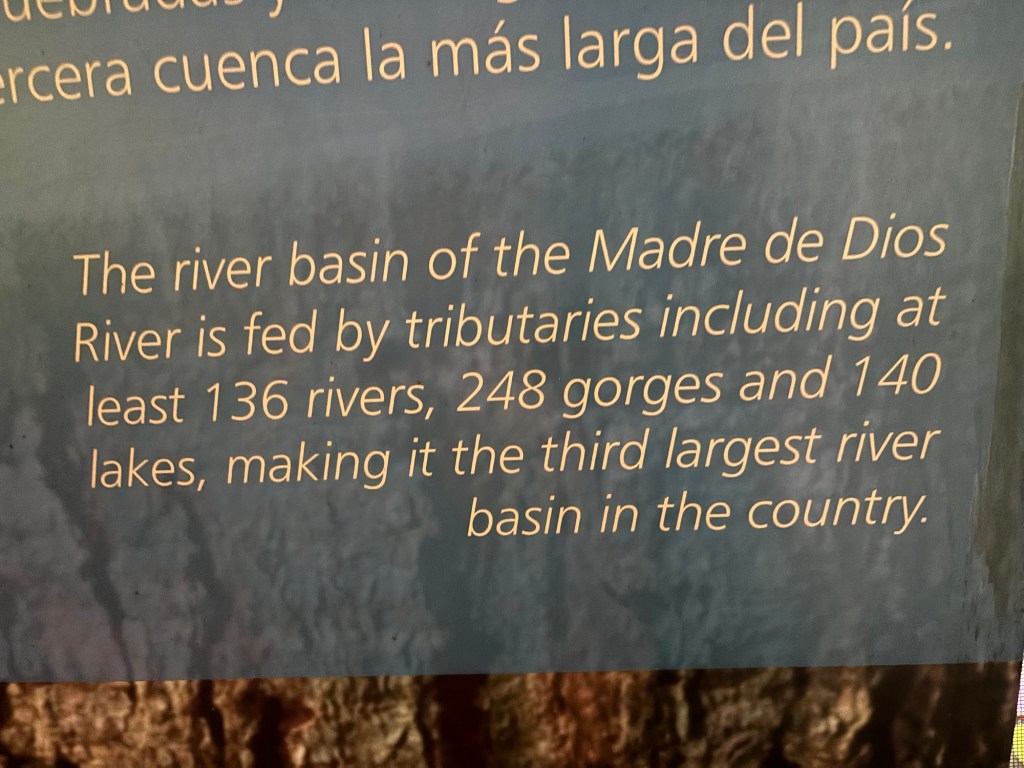 ercera cuenca la más larga del país.
The river basin of the Madre de Dios
River is fed by tributaries including at
least 136 rivers, 248 gorges and 140
lakes, making it the third largest river
basin in the country.